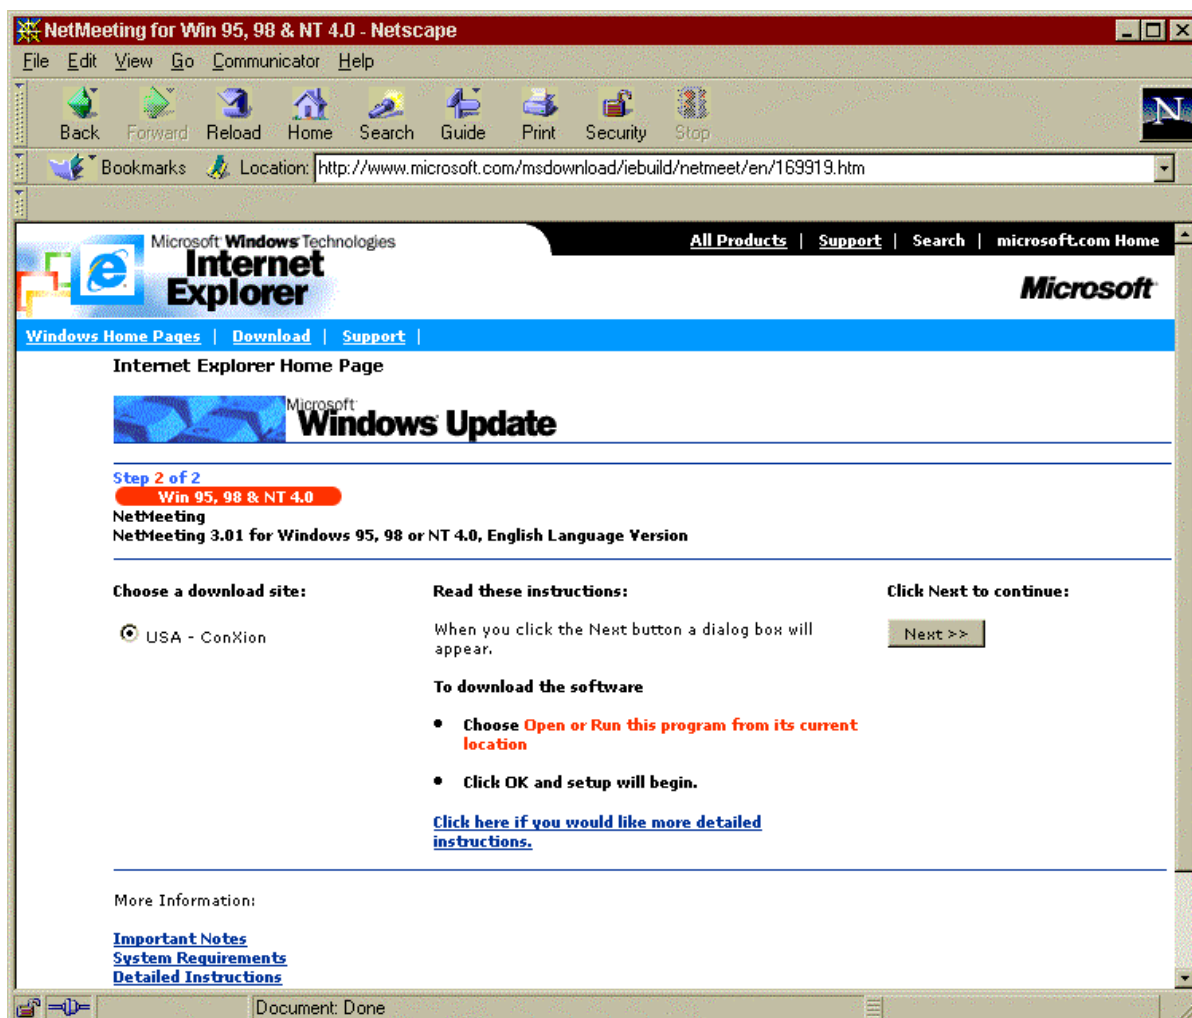 NetMeeting for Win 95, 98 & NT 4.0 - Netscape
File Edit View Go Communicator Help
Back Forward Reload Home Search Guide Print Security Stop
N
Bookmarks Location: http://www.microsoft.com/msdownload/iebuild/netmeet/en/169919.htm
Microsoft Windows Technologies
Internet
Explorer
All Products | Support | Search | microsoft.com Home
Microsoft
Windows Home Pages | Download | Support |
Internet Explorer Home Page
Microsoft
Windows Update
Step 2 of 2
Win 95, 98 & NT 4.0
NetMeeting
NetMeeting 3.01 for Windows 95, 98 or NT 4.0, English Language Version
Choose a download site:
USA - ConXion
Read these instructions:
When you click the Next button a dialog box will
appear.
To download the software
• Choose Open or Run this program from its current
location
• Click OK and setup will begin.
Click here if you would like more detailed
instructions.
Click Next to continue:
Next >>
More Information:
Important Notes
System Requirements
Detailed Instructions
Document: Done